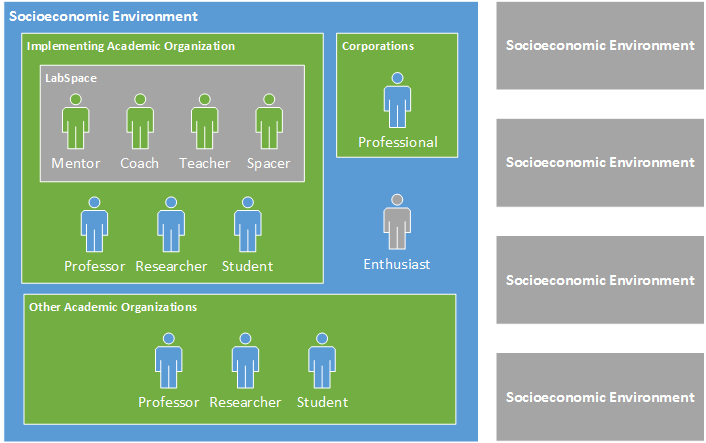 Socioeconomic Environment
Implementing Academic Organization
LabSpace
Mentor Coach Teacher Spacer
Professor Researcher Student
Corporations
Professional
Enthusiast
Other Academic Organizations
Professor Researcher Student
Socioeconomic Environment
Socioeconomic Environment
Socioeconomic Environment
Socioeconomic Environment